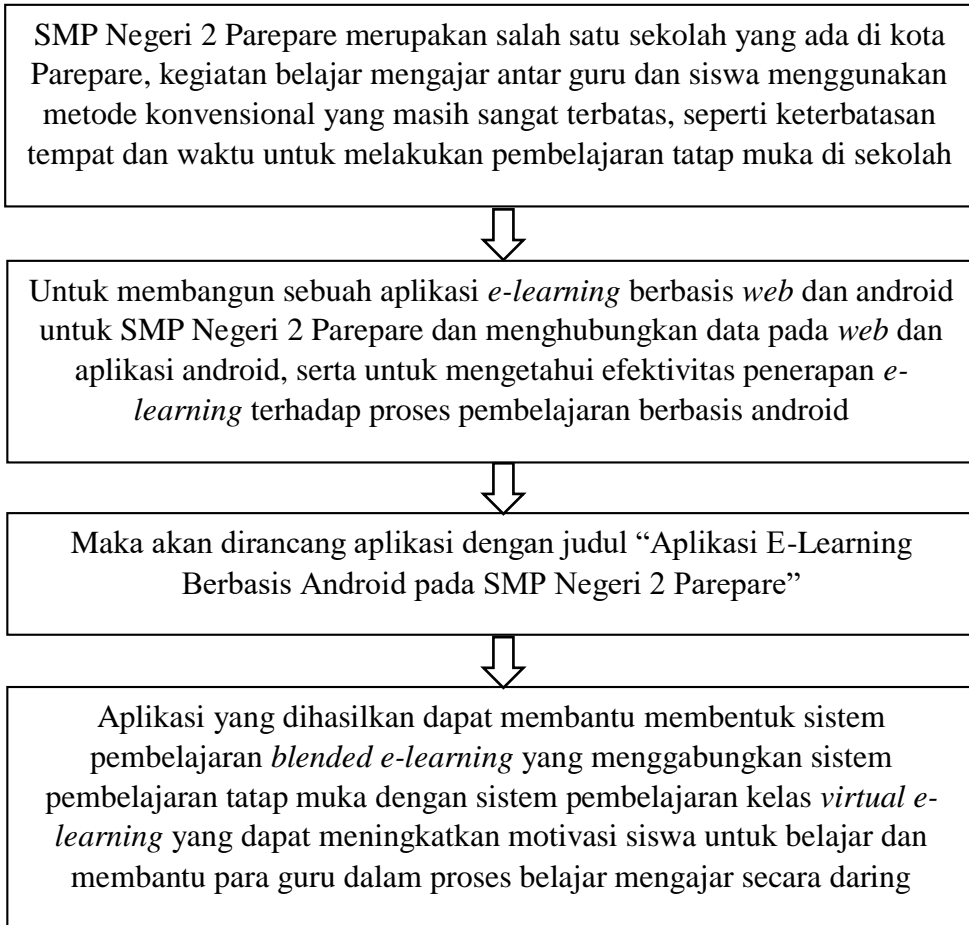 SMP Negeri 2 Parepare merupakan salah satu sekolah yang ada di kota
Parepare, kegiatan belajar mengajar antar guru dan siswa menggunakan
metode konvensional yang masih sangat terbatas, seperti keterbatasan
tempat dan waktu untuk melakukan pembelajaran tatap muka di sekolah
Untuk membangun sebuah aplikasi e-learning berbasis web dan android
untuk SMP Negeri 2 Parepare dan menghubungkan data pada web dan
aplikasi android, serta untuk mengetahui efektivitas penerapan e-
learning terhadap proses pembelajaran berbasis android
Maka akan dirancang aplikasi dengan judul “Aplikasi E-Learning
Berbasis Android pada SMP Negeri 2 Parepare”
Aplikasi yang dihasilkan dapat membantu membentuk sistem
pembelajaran blended e-learning yang menggabungkan sistem
pembelajaran tatap muka dengan sistem pembelajaran kelas virtual e-
learning yang dapat meningkatkan motivasi siswa untuk belajar dan
membantu para guru dalam proses belajar mengajar secara daring